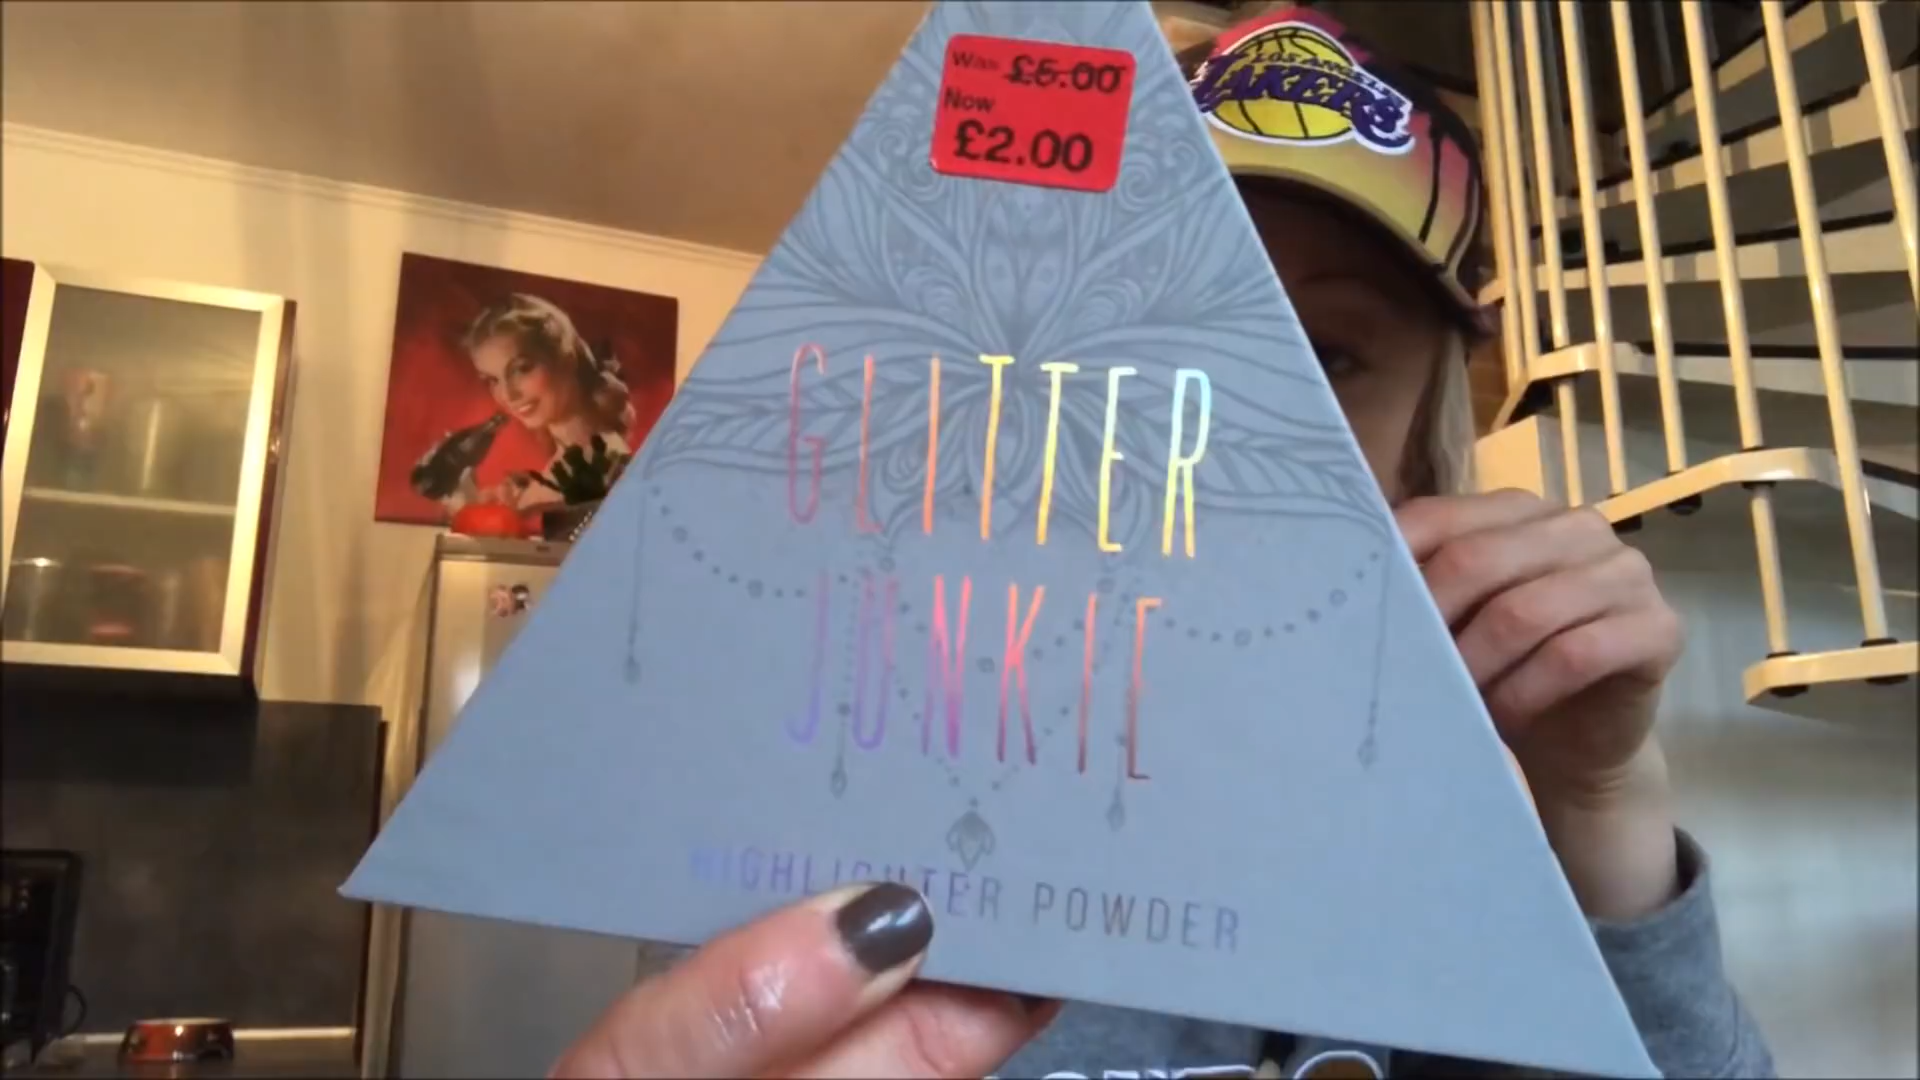 Was £5.00
Now
£2.00
LOS ANGELES
LAKERS
GLITTER
JUNKIE
HIGHLIGHTER POWDER